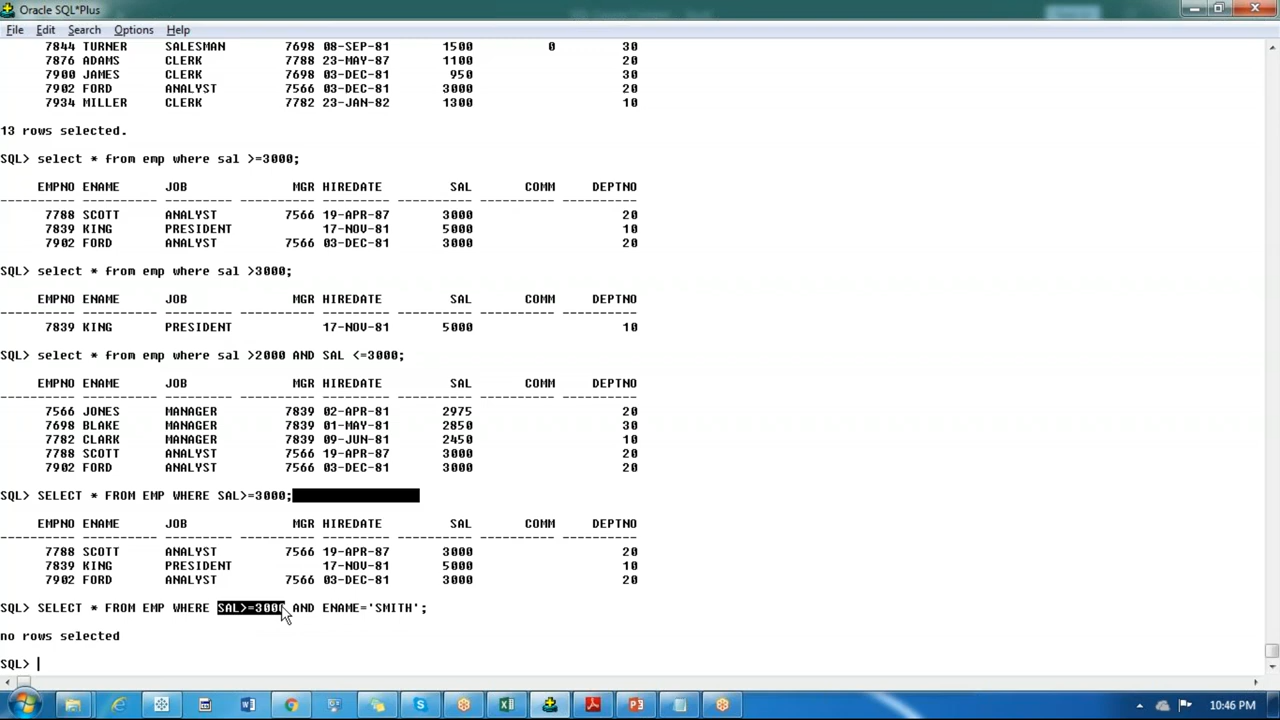 Oracle SQL*Plus
File Edit Search Options Help
7844 TURNER SALESMAN 7698 08-SEP-81 1500 0 30
7876 ADAMS CLERK 7788 23-MAY-87 1100 20
7900 JAMES CLERK 7698 03-DEC-81 950 30
7902 FORD ANALYST 7566 03-DEC-81 3000 20
7934 MILLER CLERK 7782 23-JAN-82 1300 10
13 rows selected.
SQL> select * from emp where sal >=3000;
EMPNO ENAME JOB MGR HIREDATE SAL COMM DEPTNO
---------- ---------- --------- ---------- --------- ---------- ---------- ----------
7788 SCOTT ANALYST 7566 19-APR-87 3000 20
7839 KING PRESIDENT 17-NOV-81 5000 10
7902 FORD ANALYST 7566 03-DEC-81 3000 20
SQL> select * from emp where sal >3000;
EMPNO ENAME JOB MGR HIREDATE SAL COMM DEPTNO
---------- ---------- --------- ---------- --------- ---------- ---------- ----------
7839 KING PRESIDENT 17-NOV-81 5000 10
SQL> select * from emp where sal >2000 AND SAL <=3000;
EMPNO ENAME JOB MGR HIREDATE SAL COMM DEPTNO
---------- ---------- --------- ---------- --------- ---------- ---------- ----------
7566 JONES MANAGER 7839 02-APR-81 2975 20
7698 BLAKE MANAGER 7839 01-MAY-81 2850 30
7782 CLARK MANAGER 7839 09-JUN-81 2450 10
7788 SCOTT ANALYST 7566 19-APR-87 3000 20
7902 FORD ANALYST 7566 03-DEC-81 3000 20
SQL> SELECT * FROM EMP WHERE SAL>=3000;
EMPNO ENAME JOB MGR HIREDATE SAL COMM DEPTNO
---------- ---------- --------- ---------- --------- ---------- ---------- ----------
7788 SCOTT ANALYST 7566 19-APR-87 3000 20
7839 KING PRESIDENT 17-NOV-81 5000 10
7902 FORD ANALYST 7566 03-DEC-81 3000 20
SQL> SELECT * FROM EMP WHERE SAL>=3000 AND ENAME='SMITH';
no rows selected
SQL>
10:46 PM